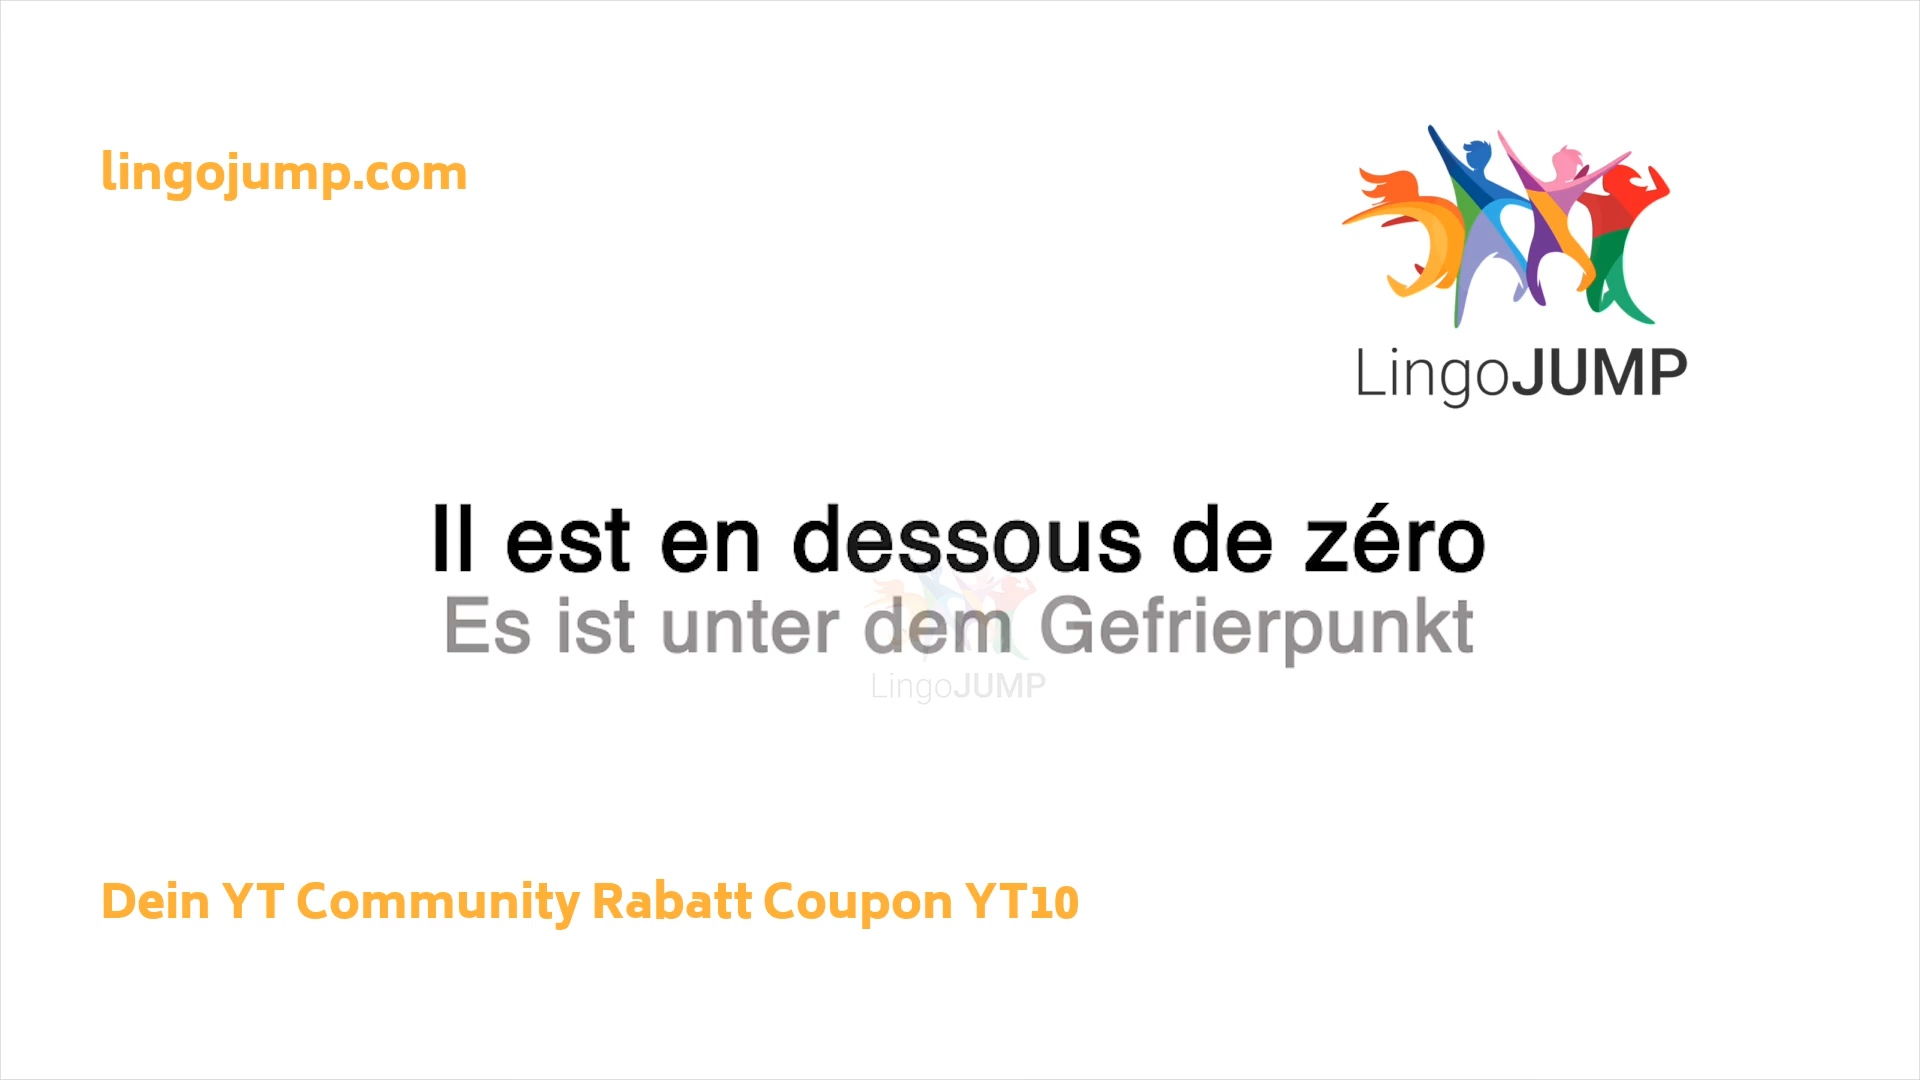 lingojump.com
LingoJUMP
Il est en dessous de zéro
Es ist unter dem Gefrierpunkt
LingoJUMP
Dein YT Community Rabatt Coupon YT10